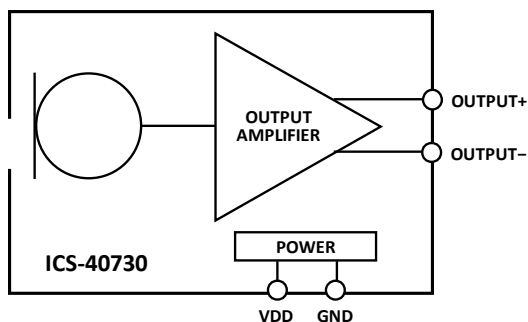 OUTPUT
AMPLIFIER
OUTPUT+
OUTPUT−
POWER
ICS-40730
VDD
GND